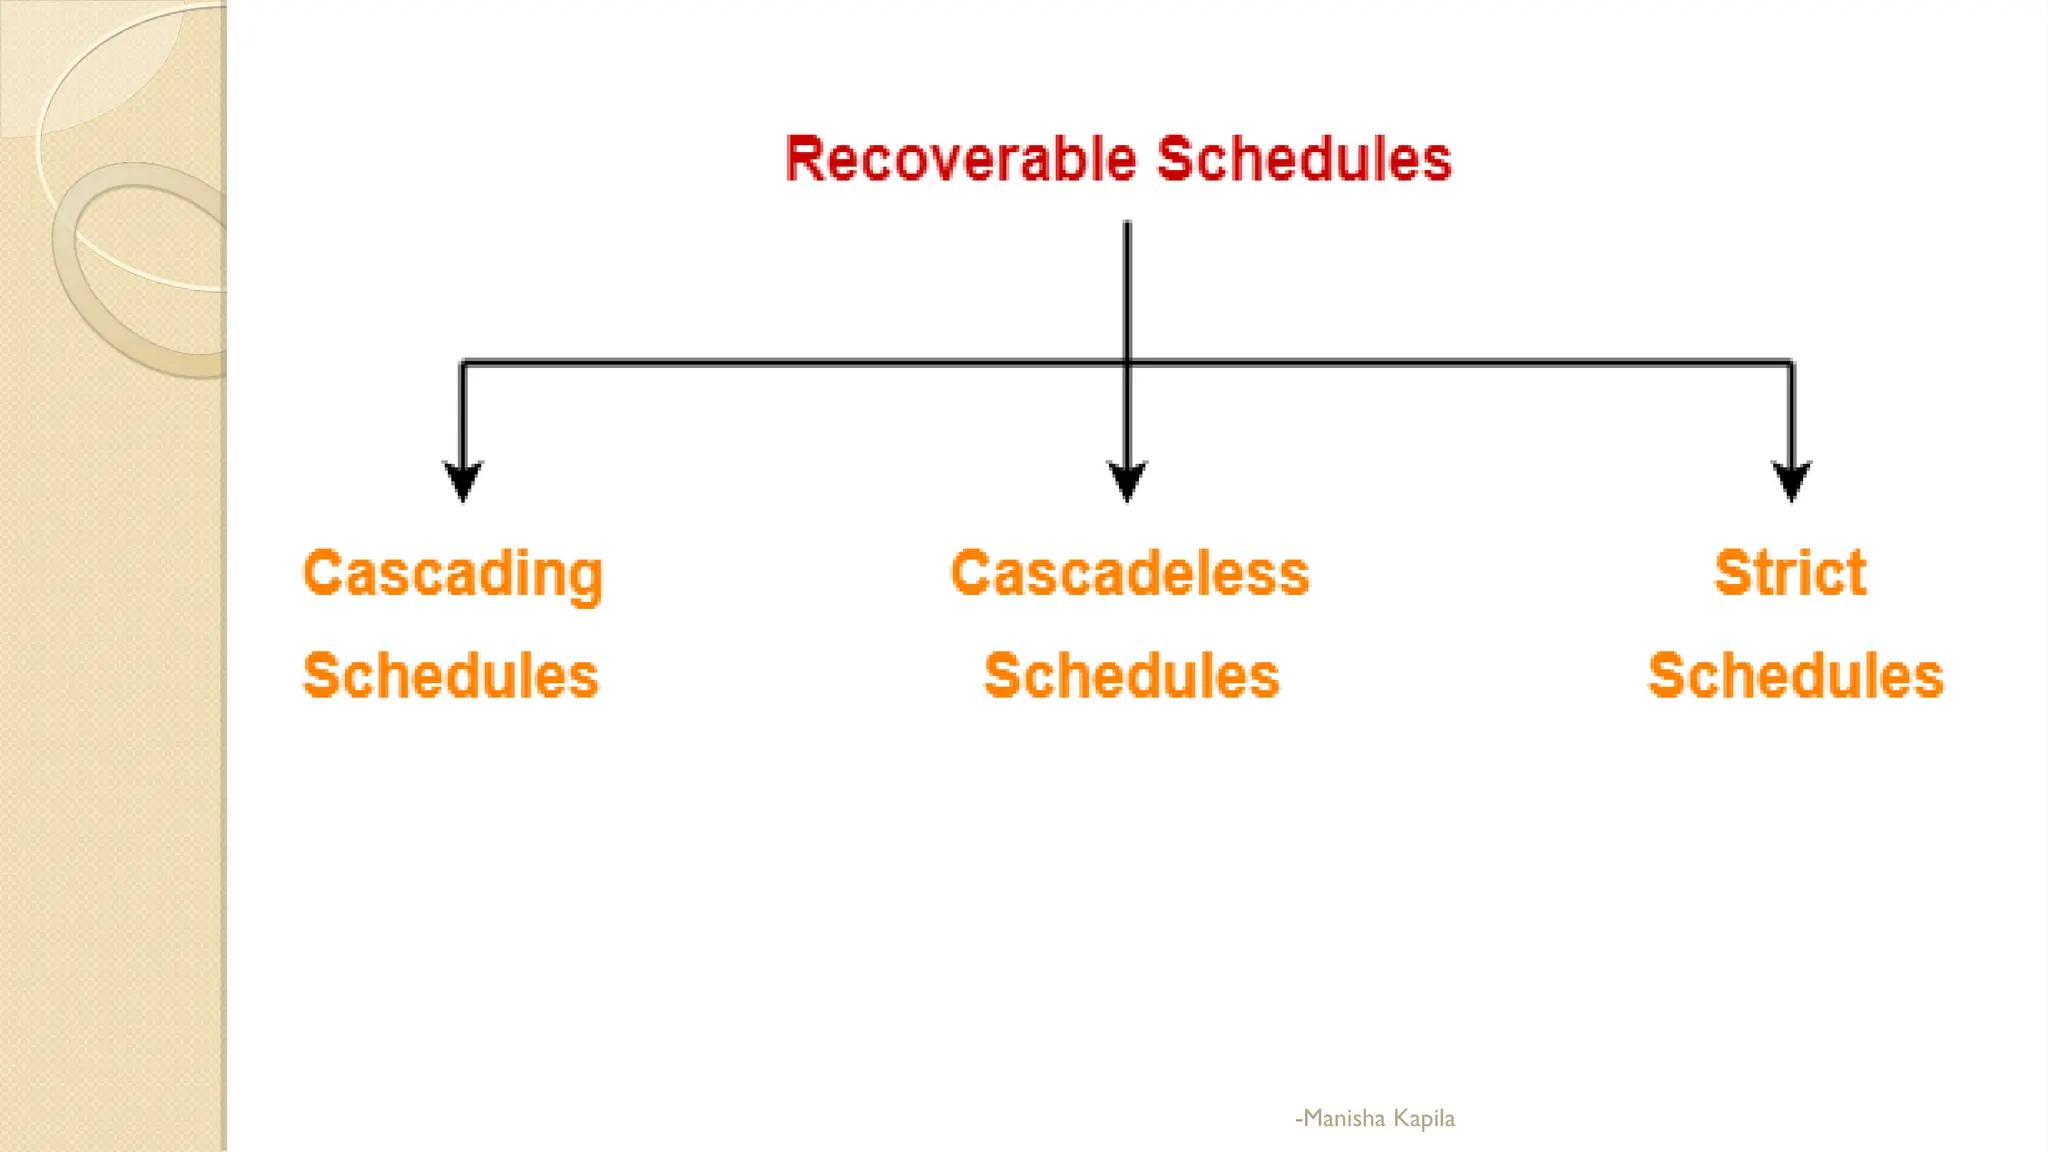 Recoverable Schedules
Cascading
Schedules
Cascadeless
Schedules
Strict
Schedules
-Manisha Kapila